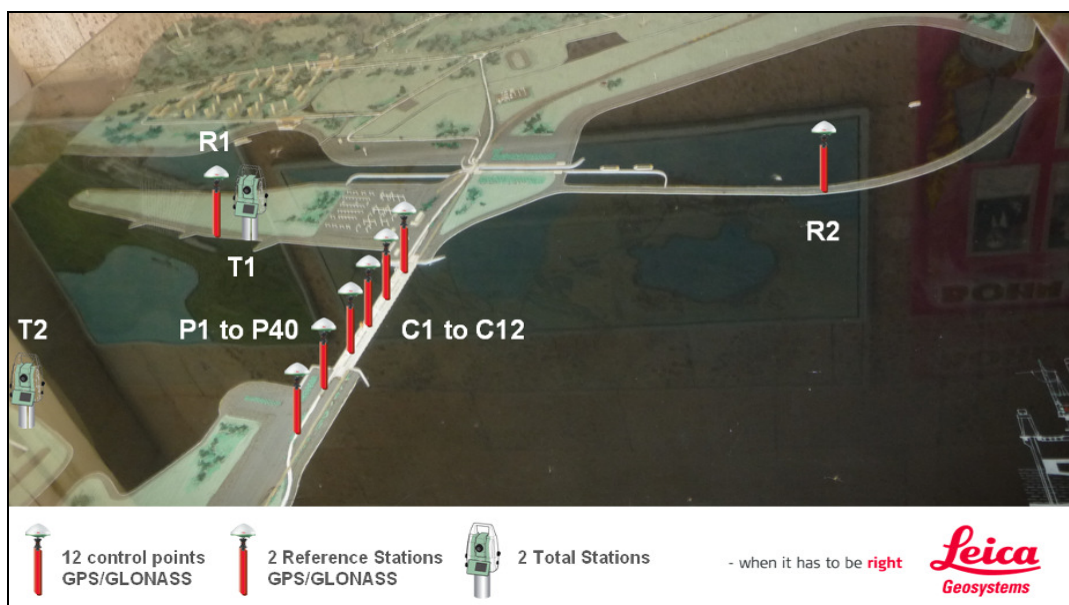 R1
R2
T1
T2
P1 to P40
C1 to C12
12 control points
GPS/GLONASS
2 Reference Stations
GPS/GLONASS
2 Total Stations
- when it has to be right
Leica
Geosystems